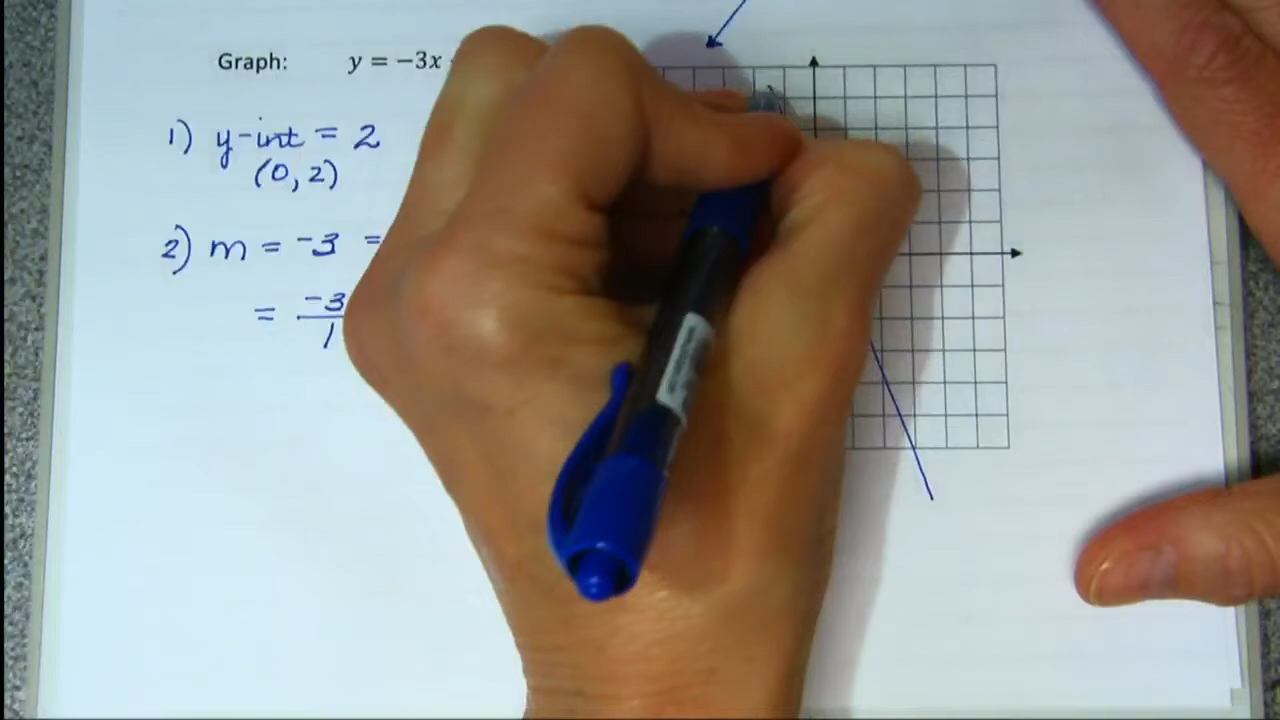 Graph: y = −3x
1) y-int = 2
(0, 2)
2) m = -3 =
= -3/1